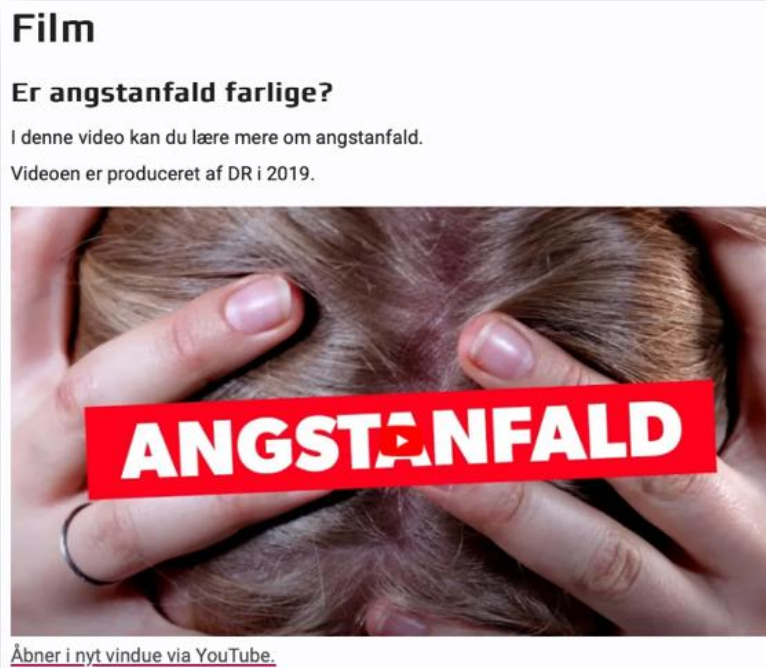 Film
Er angstanfald farlige?
I denne video kan du lære mere om angstanfald.
Videoen er produceret af DR i 2019.
ANGSTANFALD
Åbner i nyt vindue via YouTube.